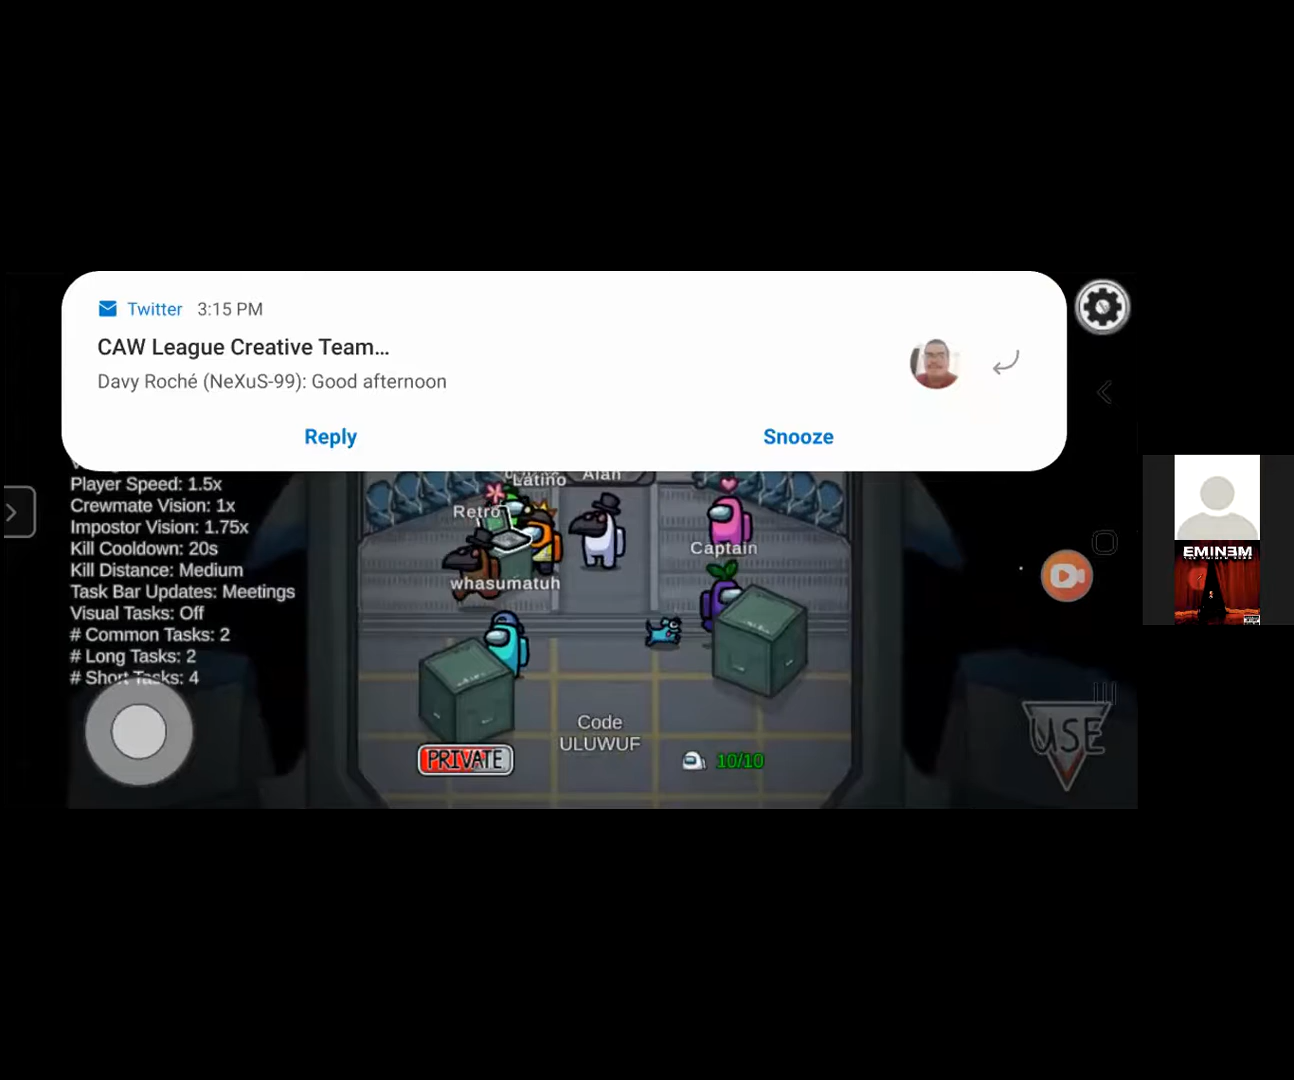 Twitter 3:15 PM
CAW League Creative Team…
Davy Roché (NeXuS-99): Good afternoon
Reply
Snooze
Player Speed: 1.5x
Crewmate Vision: 1x
Impostor Vision: 1.75x
Kill Cooldown: 20s
Kill Distance: Medium
Task Bar Updates: Meetings
Visual Tasks: Off
# Common Tasks: 2
# Long Tasks: 2
# Short Tasks: 4
Latino
Alan
Retro
Captain
whasumatuh
EMINEM
Code
ULUWUF
PRIVATE
10/10
USE